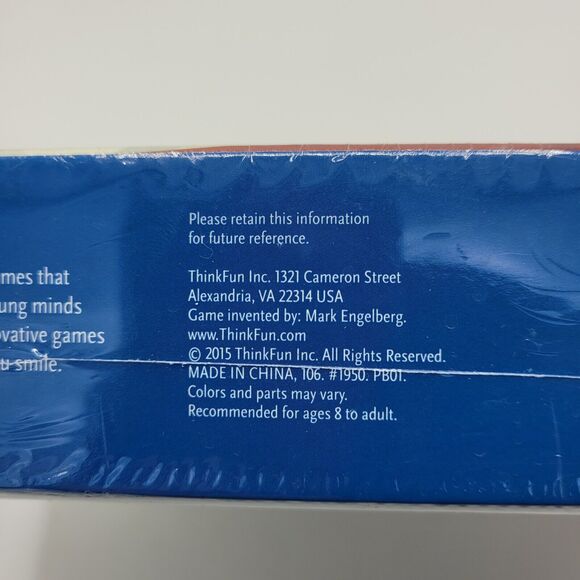 Please retain this information
for future reference.
ThinkFun Inc. 1321 Cameron Street
Alexandria, VA 22314 USA
Game invented by: Mark Engelberg.
www.ThinkFun.com
© 2015 ThinkFun Inc. All Rights Reserved.
MADE IN CHINA, 106. #1950. PB01.
Colors and parts may vary.
Recommended for ages 8 to adult.
mes that
ung minds
ovative games
u smile.